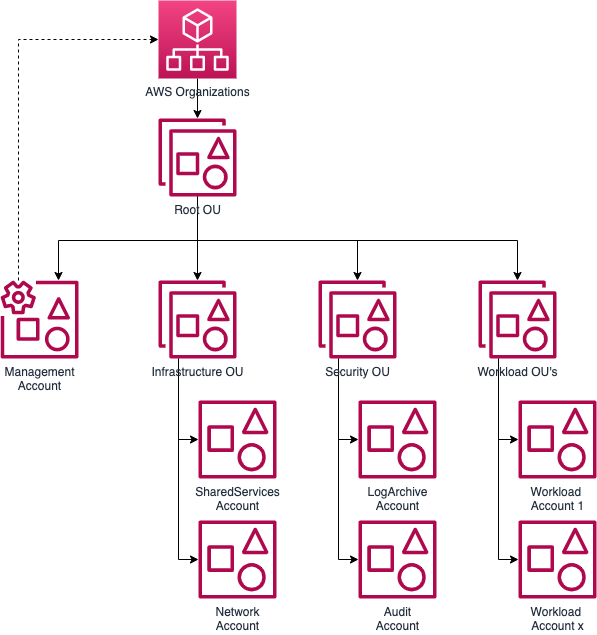 AWS Organizations
Root OU
Management
Account
Infrastructure OU
Security OU
Workload OU's
SharedServices
Account
LogArchive
Account
Workload
Account 1
Network
Account
Audit
Account
Workload
Account x